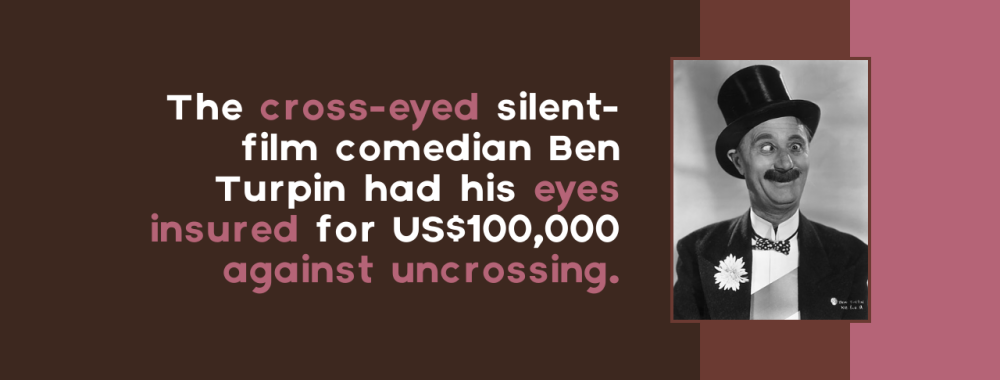 The cross-eyed silent-
film comedian Ben
Turpin had his eyes
insured for US$100,000
against uncrossing.